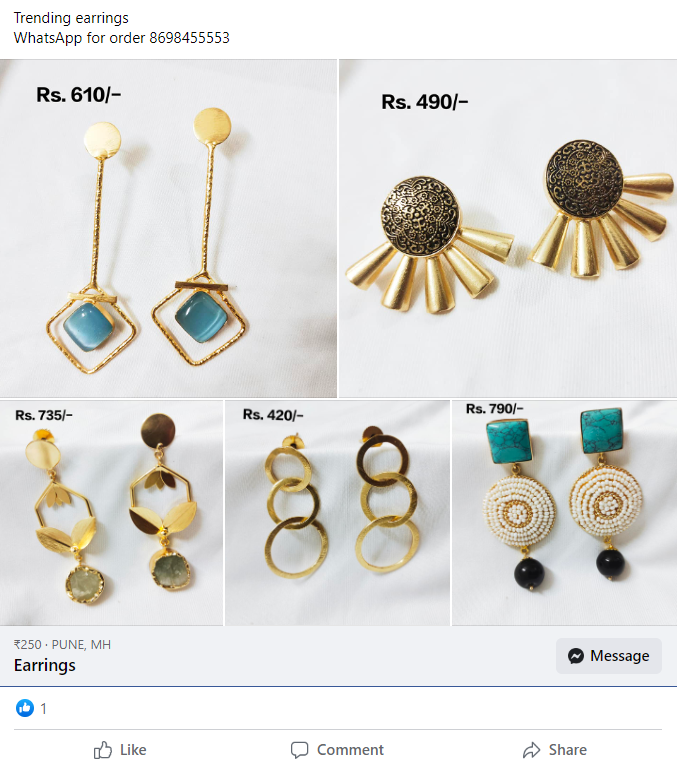 Trending earrings
WhatsApp for order 8698455553
Rs. 610/-
Rs. 490/-
Rs. 735/-
Rs. 420/-
Rs. 790/-
₹250 · PUNE, MH
Earrings
Message
1
Like
Comment
Share